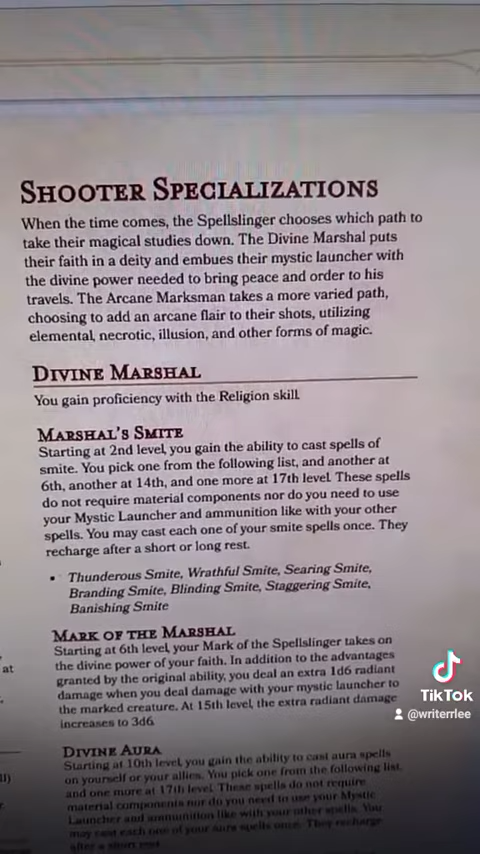 SHOOTER SPECIALIZATIONS
When the time comes, the Spellslinger chooses which path to
take their magical studies down. The Divine Marshal puts
their faith in a deity and embues their mystic launcher with
the divine power needed to bring peace and order to his
travels. The Arcane Marksman takes a more varied path,
choosing to add an arcane flair to their shots, utilizing
elemental, necrotic, illusion, and other forms of magic.
DIVINE MARSHAL
You gain proficiency with the Religion skill.
MARSHAL'S SMITE
Starting at 2nd level, you gain the ability to cast spells of
smite. You pick one from the following list, and another at
6th, another at 14th, and one more at 17th level. These spells
do not require material components nor do you need to use
your Mystic Launcher and ammunition like with your other
spells. You may cast each one of your smite spells once. They
recharge after a short or long rest.
• Thunderous Smite, Wrathful Smite, Searing Smite,
Branding Smite, Blinding Smite, Staggering Smite,
Banishing Smite
MARK OF THE MARSHAL
Starting at 6th level, your Mark of the Spellslinger takes on
the divine power of your faith. In addition to the advantages
granted by the original ability, you deal an extra 1d6 radiant
damage when you deal damage with your mystic launcher to
the marked creature. At 15th level, the extra radiant damage
increases to 3d6.
DIVINE AURA
Starting at 10th level, you gain the ability to cast aura spells
on yourself or your allies. You pick one from the following list,
and one more at 17th level. These spells do not require
material components nor do you need to use your Mystic
Launcher and ammunition like with your other spells. You
may cast each one of your aura spells once. They recharge
after a short rest
at
TikTok
@writerrlee